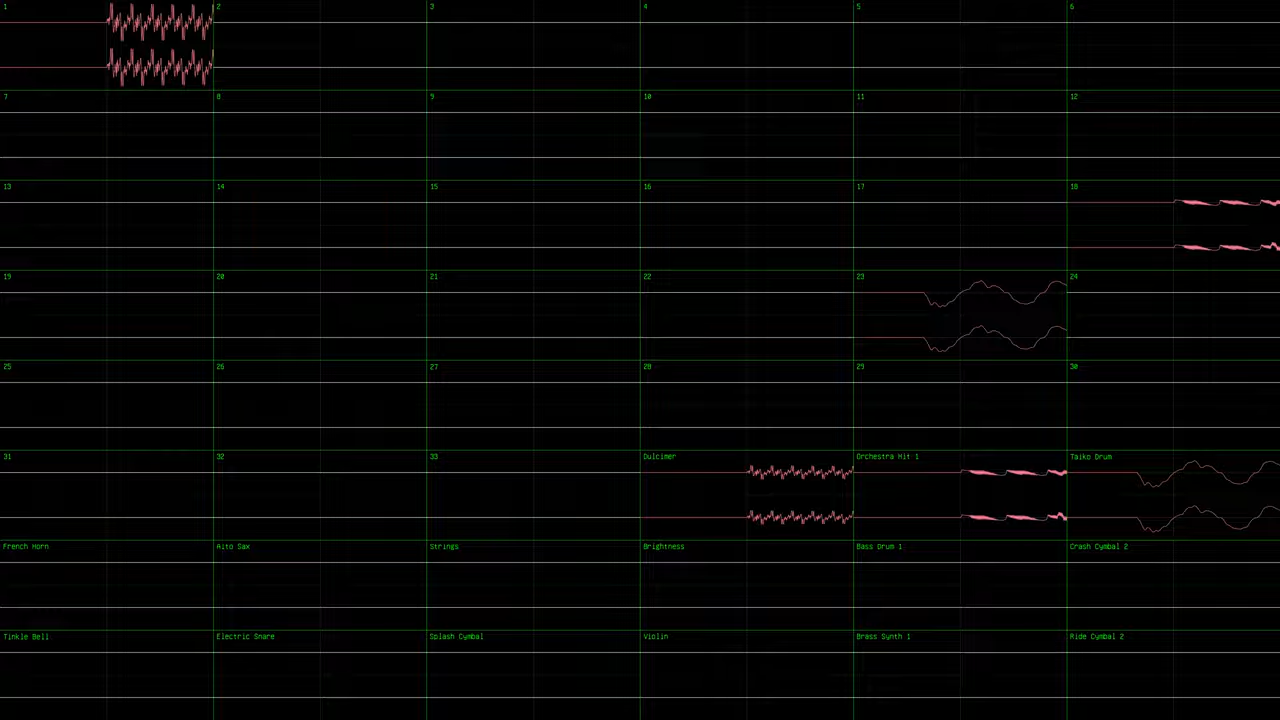 1 2 3 4 5 6
7 8 9 10 11 12
13 14 15 16 17 18
19 20 21 22 23 24
25 26 27 28 29 30
31 32 33 Dulcimer Orchestra Hit 1 Taiko Drum
French Horn Alto Sax Strings Brightness Bass Drum 1 Crash Cymbal 2
Tinkle Bell Electric Snare Splash Cymbal Violin Brass Synth 1 Ride Cymbal 2